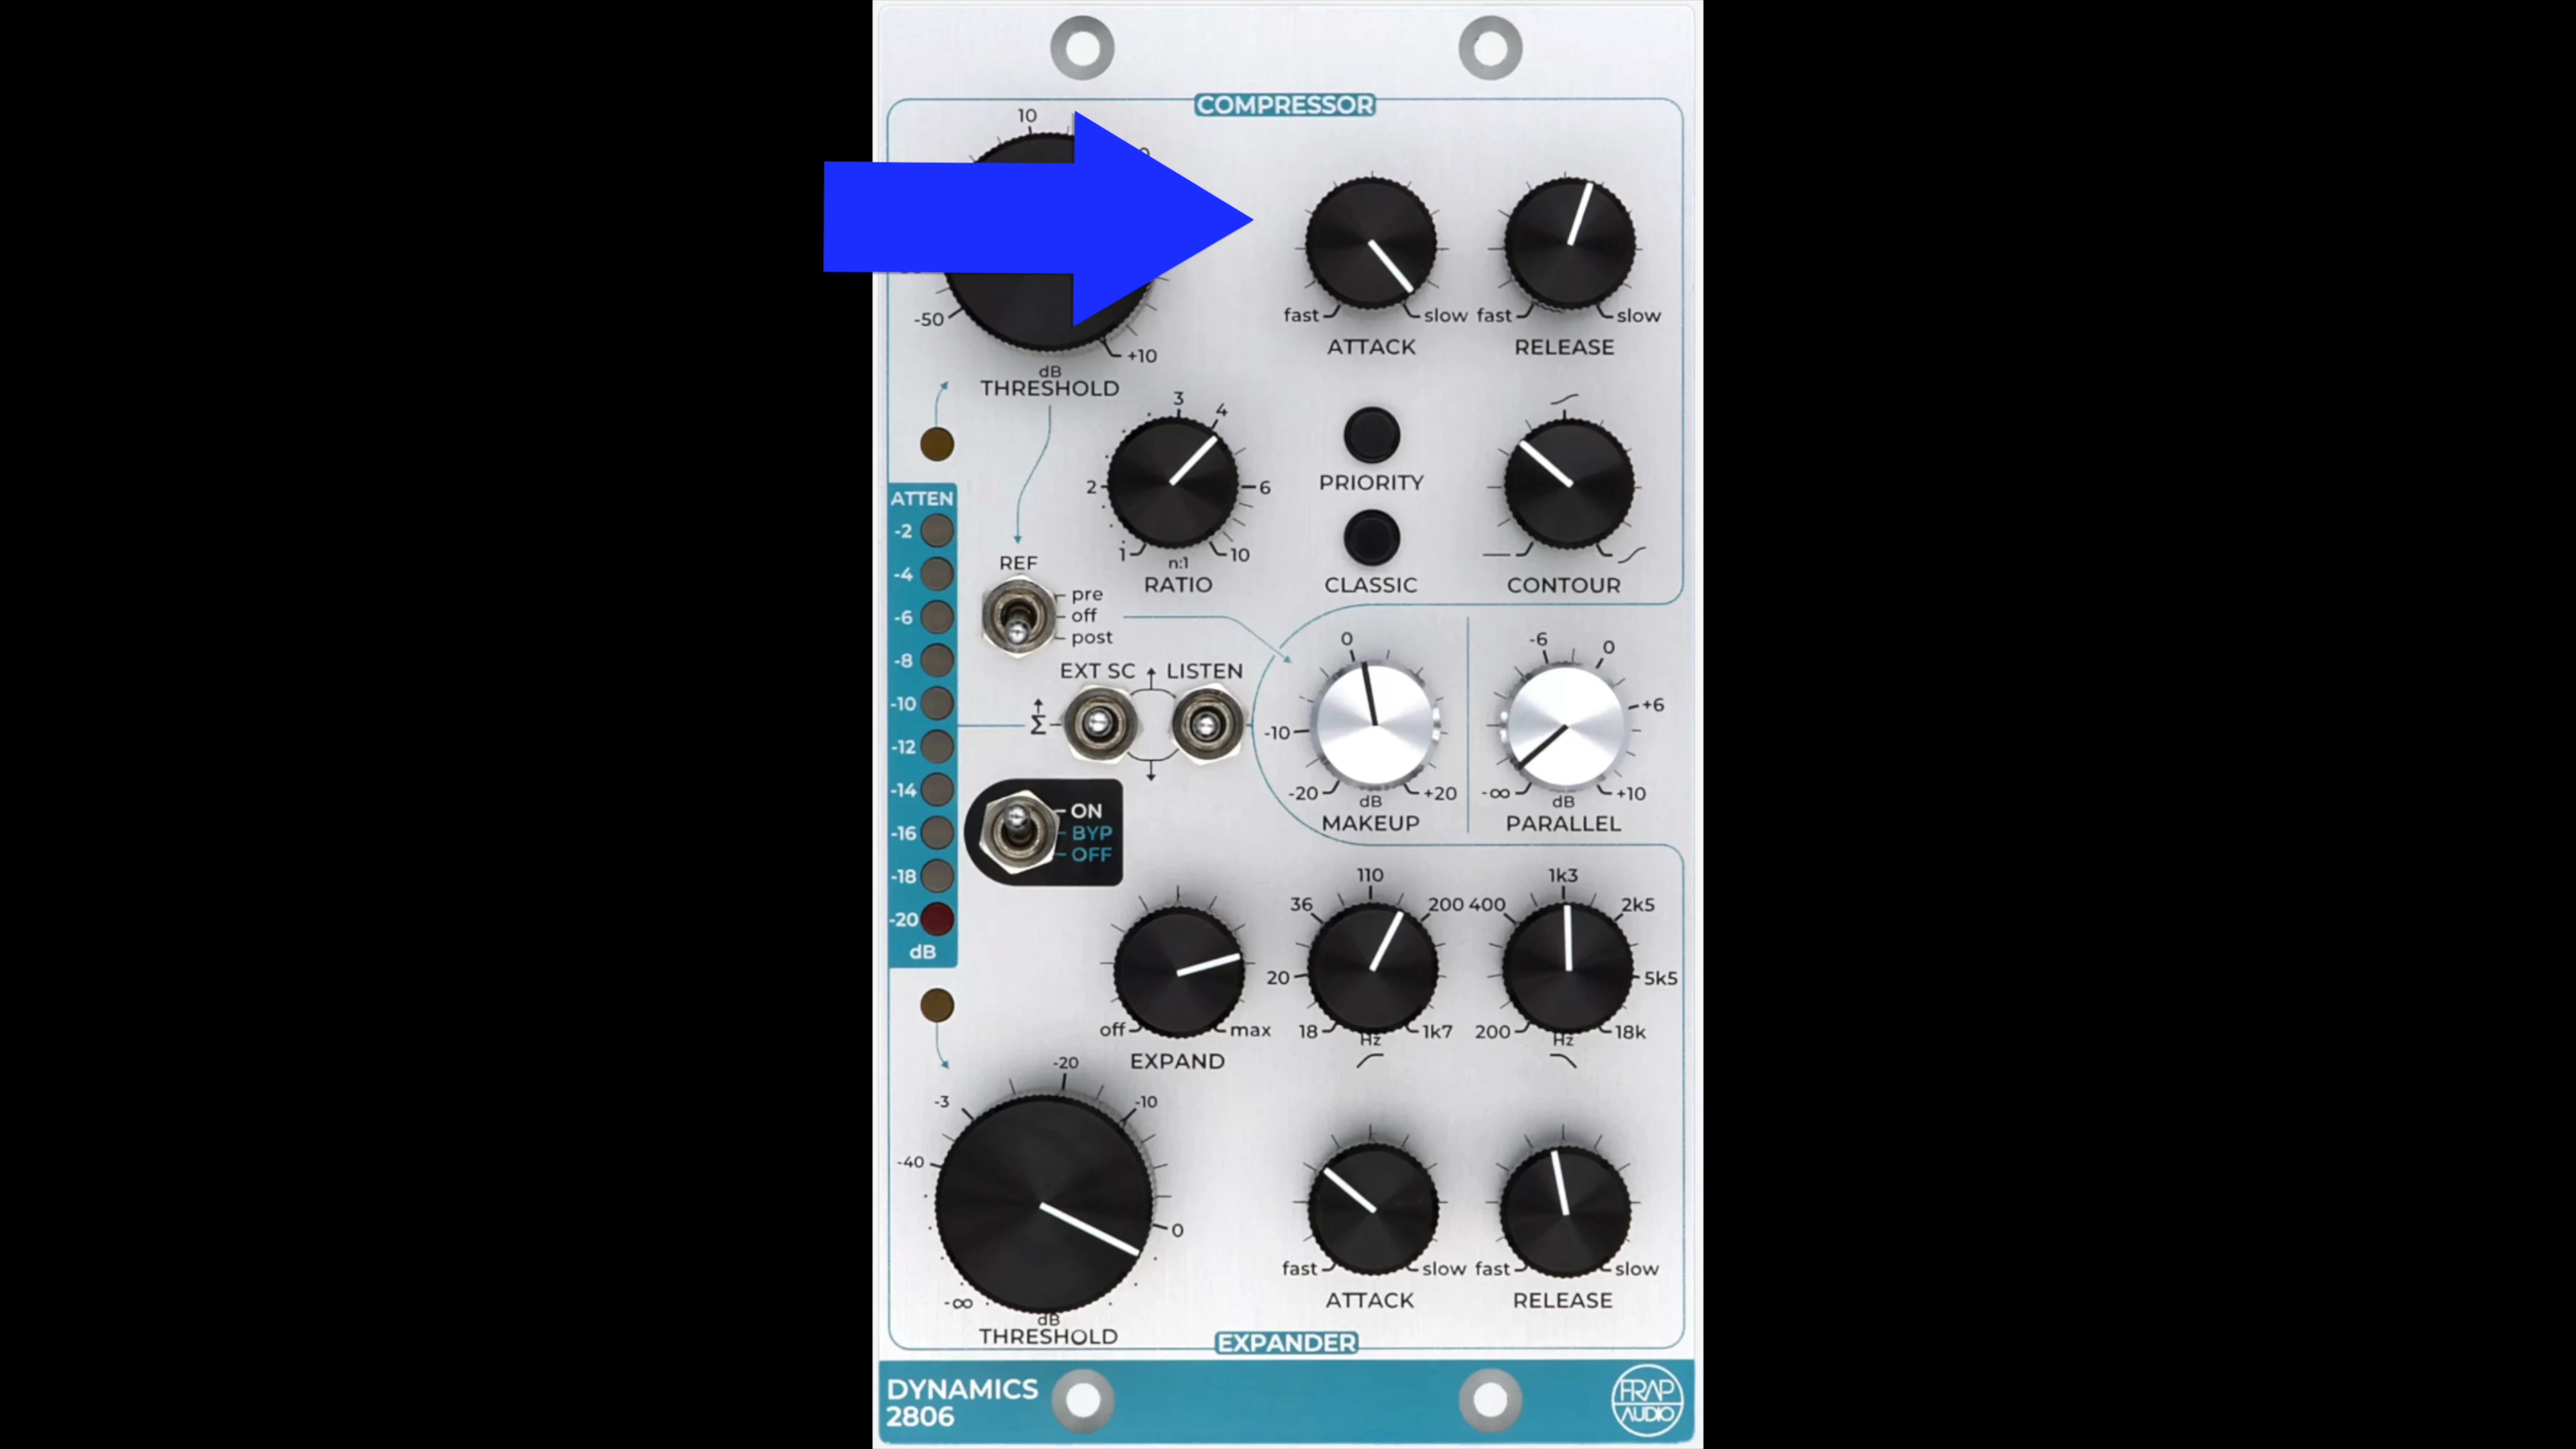 COMPRESSOR
10
-50
+10
dB
THRESHOLD
fast
slow
ATTACK
fast
slow
RELEASE
1
2
3
4
6
10
n:1
RATIO
PRIORITY
CLASSIC
CONTOUR
ATTEN
-2
-4
-6
-8
-10
-12
-14
-16
-18
-20
dB
REF
pre
off
post
EXT SC
LISTEN
Σ
ON
BYP
OFF
-20
-10
0
+20
dB
MAKEUP
-∞
-6
0
+6
+10
dB
PARALLEL
off
max
EXPAND
18
20
36
110
200
1k7
Hz
200
400
1k3
2k5
5k5
18k
Hz
-∞
-40
-3
-20
-10
0
dB
THRESHOLD
fast
slow
ATTACK
fast
slow
RELEASE
EXPANDER
DYNAMICS
2806
FRAP
AUDIO